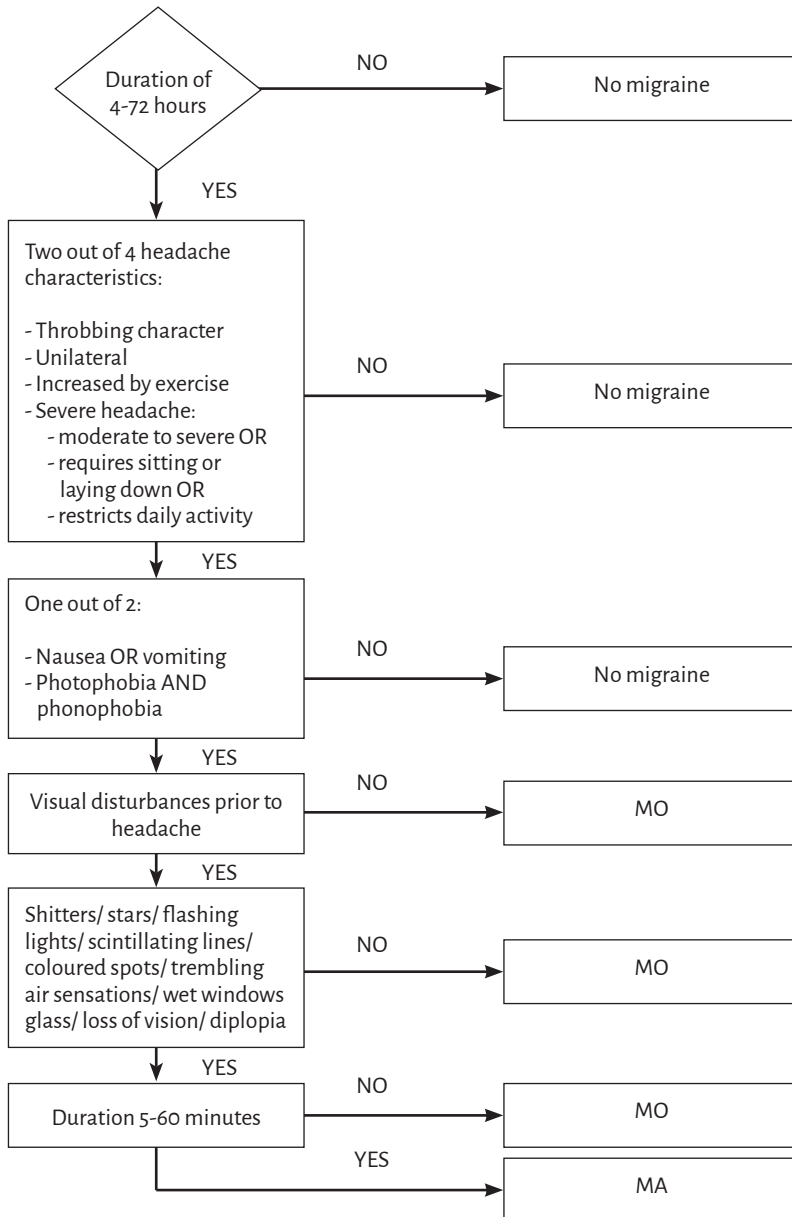 Duration of
4-72 hours
NO
No migraine
YES
Two out of 4 headache
characteristics:
- Throbbing character
- Unilateral
- Increased by exercise
- Severe headache:
- moderate to severe OR
- requires sitting or
laying down OR
- restricts daily activity
NO
No migraine
YES
One out of 2:
- Nausea OR vomiting
- Photophobia AND
phonophobia
NO
No migraine
YES
Visual disturbances prior to
headache
NO
MO
YES
Shitters/ stars/ flashing
lights/ scintillating lines/
coloured spots/ trembling
air sensations/ wet windows
glass/ loss of vision/ diplopia
NO
MO
YES
Duration 5-60 minutes
NO
MO
YES
MA